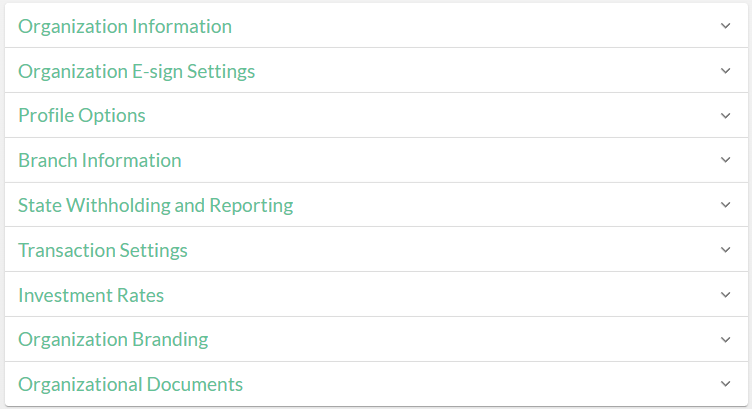 Organization Information
Organization E-sign Settings
Profile Options
Branch Information
State Withholding and Reporting
Transaction Settings
Investment Rates
Organization Branding
Organizational Documents